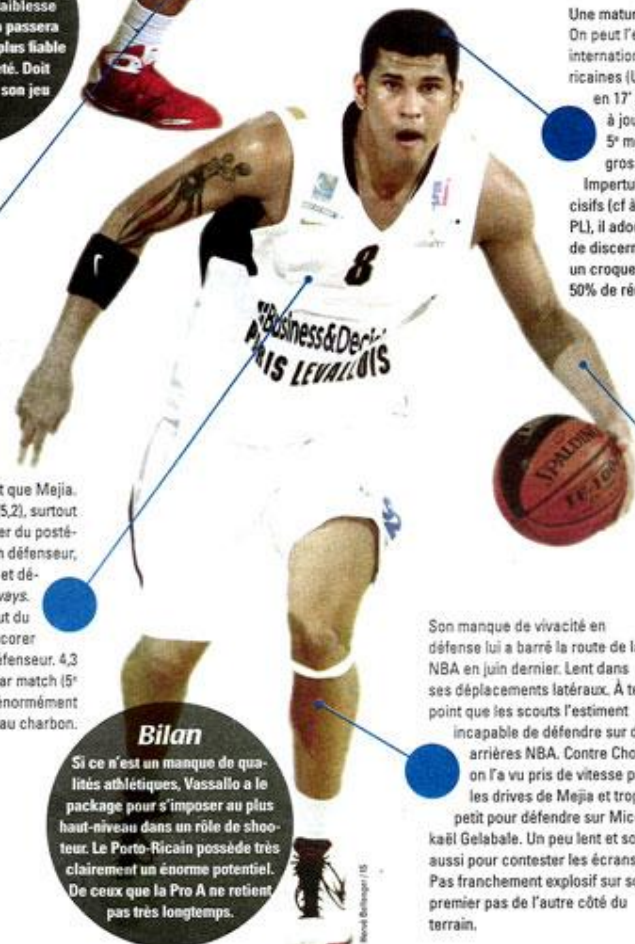 aiblesse
passera
plus fiable
été. Doit
son jeu
Une matur
On peut l'e
internation
ricaines (U
en 17'
à jou
5e m
gros
Impertu
cisifs (cf à
PL), il ador
de discern
un croque
50% de ré
8
Business&Deci
PARIS LEVALLOIS
SPALDING
TF-1000
t que Mejia.
5,2), surtout
er du posté-
n défenseur,
et dé-
ways.
ut du
corer
éfenseur. 4,3
ar match (5e
énormément
au charbon.
Son manque de vivacité en
défense lui a barré la route de la
NBA en juin dernier. Lent dans
ses déplacements latéraux. À te
point que les scouts l'estiment
incapable de défendre sur d
arrières NBA. Contre Cho
on l'a vu pris de vitesse p
les drives de Mejia et trop
petit pour défendre sur Mic
kaël Gelabale. Un peu lent et so
aussi pour contester les écrans
Pas franchement explosif sur so
premier pas de l'autre côté du
terrain.
Bilan
Si ce n'est un manque de qua-
lités athlétiques, Vassallo a le
package pour s'imposer au plus
haut-niveau dans un rôle de shoo-
teur. Le Porto-Ricain possède très
clairement un énorme potentiel.
De ceux que la Pro A ne retient
pas très longtemps.
Hervé Bellenger / IS